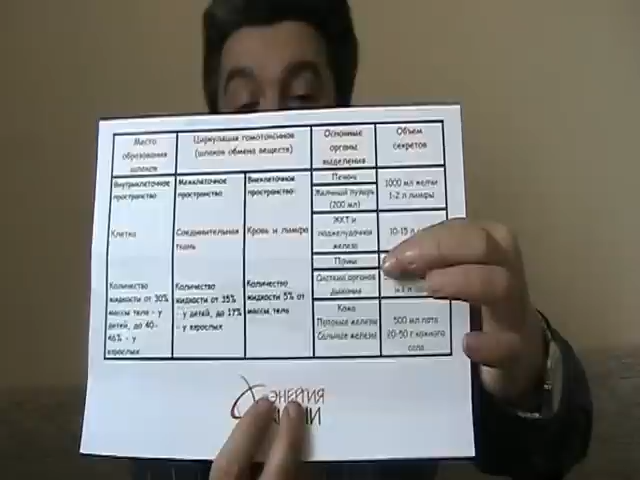 Место
образования
шлаков
Циркуляция гомотоксинов
(шлаков обмена веществ)
Основные
органы
выделения
Объем
секретов
Внутриклеточное
пространство
Межклеточное
пространство
Внеклеточное
пространство
Печень
Желчный пузырь
(200 мл)
1000 мл желчи
1-2 л лимфы
Клетка
Соединительная
ткань
Кровь и лимфа
ЖКТ и
поджелудочная
железа
10-15 л
Почки
Система органов
дыхания
Количество
жидкости от 30%
массы тела - у
детей, до 40-
46% - у
взрослых
Количество
жидкости от 35%
- у детей, до 17%
- у взрослых
Количество
жидкости 5% от
массы тела
Кожа
Потовые железы
Сальные железы
500 мл пота
20-50 г кожного
сала
ЭНЕРГИЯ